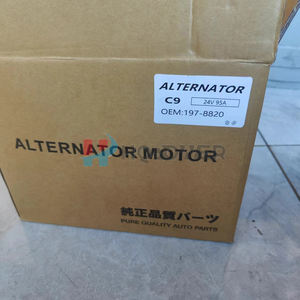 ALTERNATOR
C9 24V 95A
OEM:197-8820
ALTERNATOR MOTOR
純正品質パーツ
PURE QUALITY AUTO PARTS